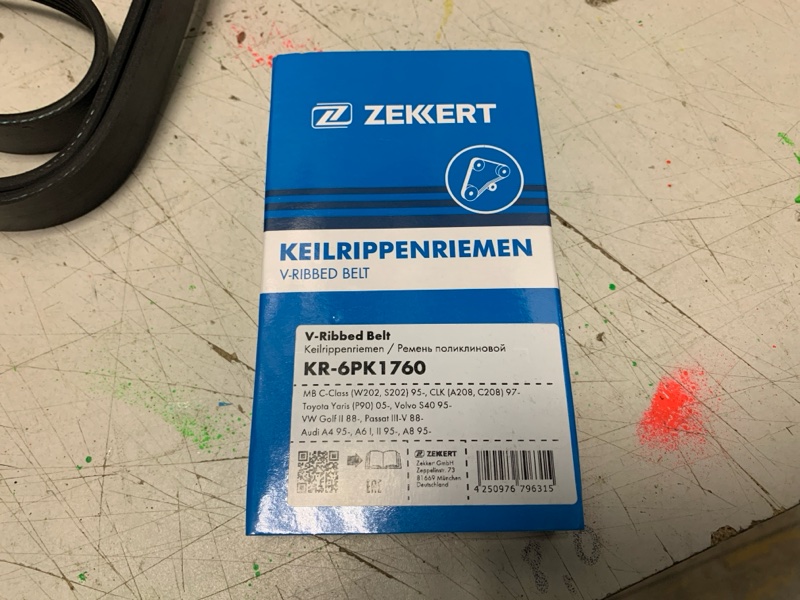 ZEKKERT
KEILRIPPENRIEMEN
V-RIBBED BELT
V-Ribbed Belt
Keilrippenriemen / Ремень поликлиновой
KR-6PK1760
MB C-Class (W202, S202) 95-, CLK (A208, C208) 97-
Toyota Yaris (P90) 05-, Volvo S40 95-
VW Golf II 88-, Passat III-V 88-
Audi A4 95-, A6 I, II 95-, A8 95-
EAC
ZEKKERT
Zekker GmbH
Zeppelinstr. 73
81669 München
Deutschland
4 250976 796315